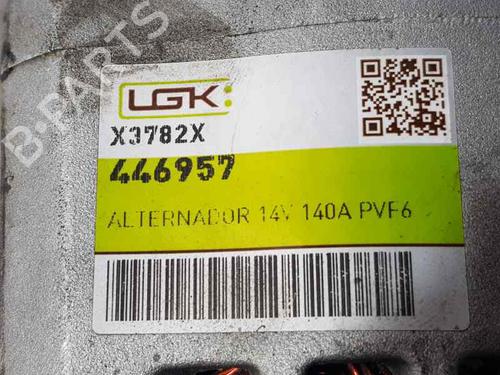 B-PARTS
LGK
X3782X
446957
ALTERNADOR 14V 140A PVF6